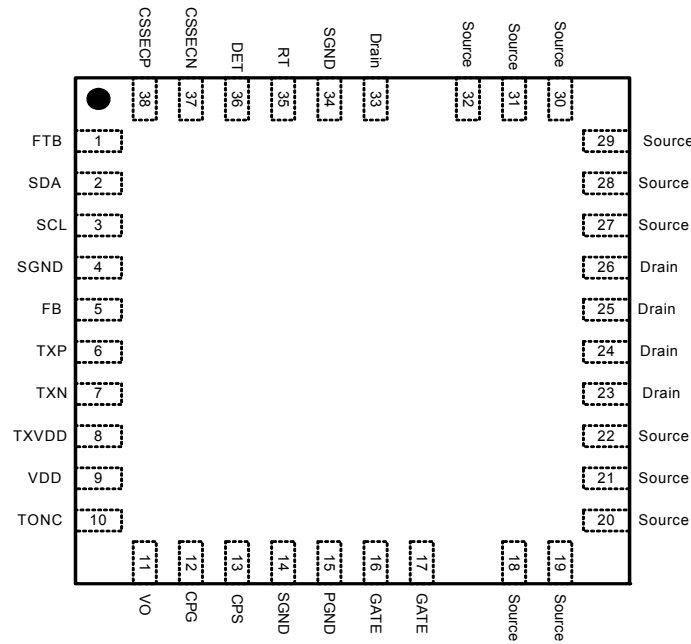 CSSECP
CSSECN
DET
RT
SGND
Drain
Source
Source
Source
38
37
36
35
34
33
32
31
30
FTB 1
SDA 2
SCL 3
SGND 4
FB 5
TXP 6
TXN 7
TXVDD 8
VDD 9
TONC 10
29 Source
28 Source
27 Source
26 Drain
25 Drain
24 Drain
23 Drain
22 Source
21 Source
20 Source
11
12
13
14
15
16
17
18
19
VO
CPG
CPS
SGND
PGND
GATE
GATE
Source
Source